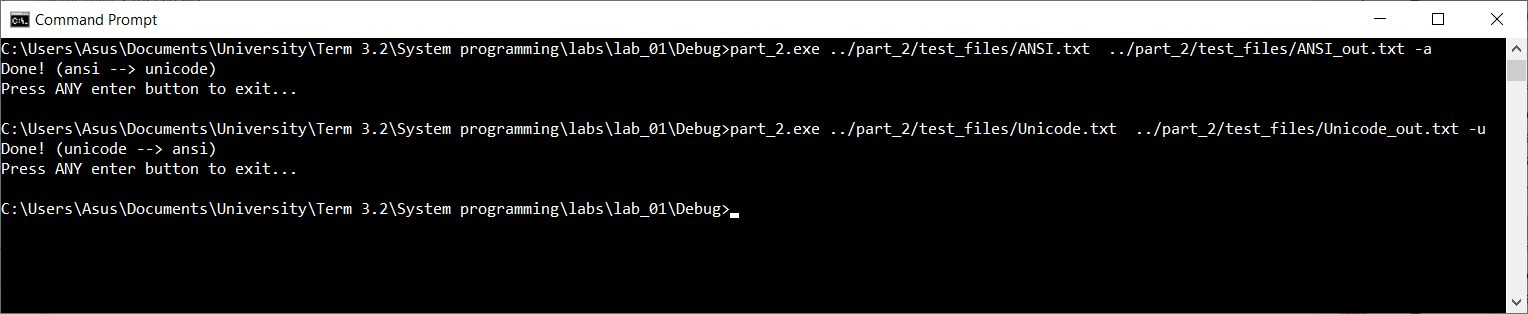 Command Prompt
C:\Users\Asus\Documents\University\Term 3.2\System programming\labs\lab_01\Debug>part_2.exe ../part_2/test_files/ANSI.txt  ../part_2/test_files/ANSI_out.txt -a
Done! (ansi --> unicode)
Press ANY enter button to exit...
C:\Users\Asus\Documents\University\Term 3.2\System programming\labs\lab_01\Debug>part_2.exe ../part_2/test_files/Unicode.txt  ../part_2/test_files/Unicode_out.txt -u
Done! (unicode --> ansi)
Press ANY enter button to exit...
C:\Users\Asus\Documents\University\Term 3.2\System programming\labs\lab_01\Debug>